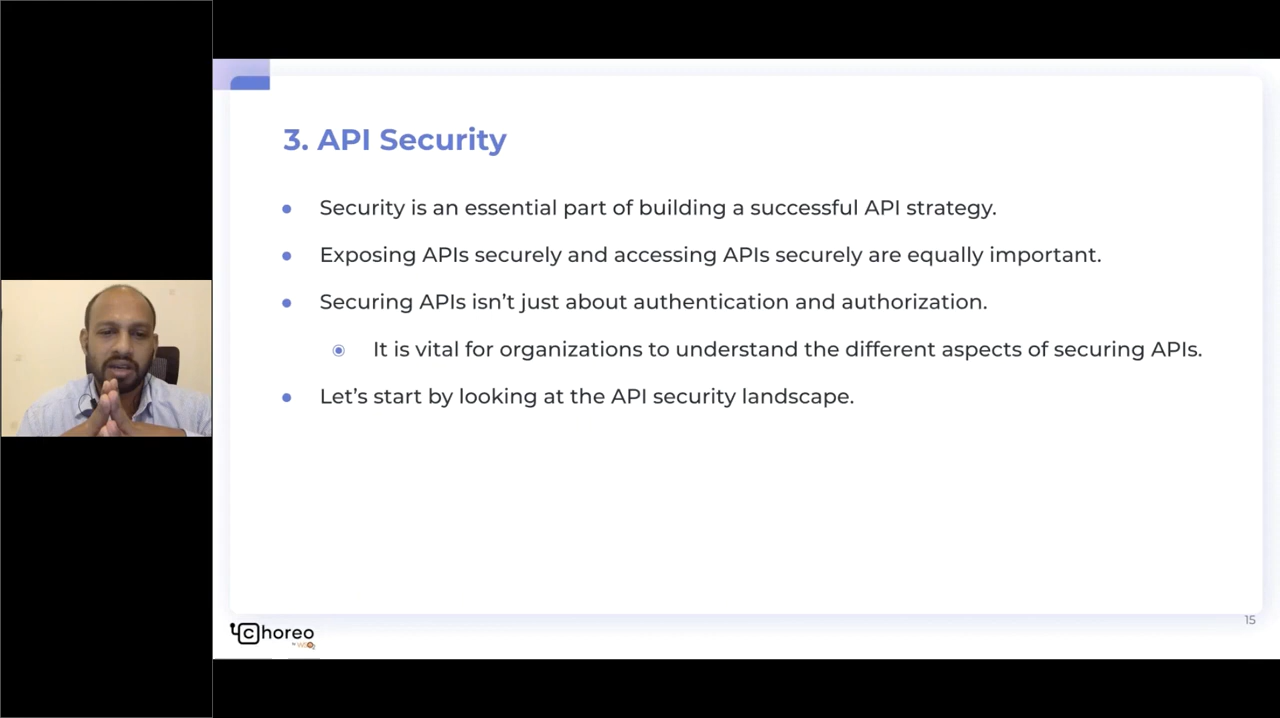 3. API Security
Security is an essential part of building a successful API strategy.
Exposing APIs securely and accessing APIs securely are equally important.
Securing APIs isn’t just about authentication and authorization.
It is vital for organizations to understand the different aspects of securing APIs.
Let’s start by looking at the API security landscape.
choreo
15